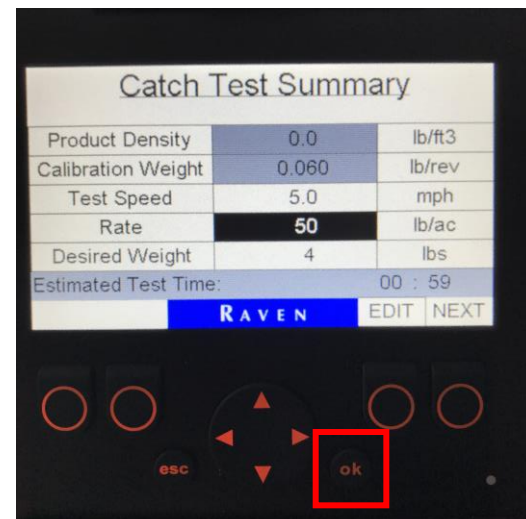 Catch Test Summary
Product Density 0.0 lb/ft3
Calibration Weight 0.060 lb/rev
Test Speed 5.0 mph
Rate 50 lb/ac
Desired Weight 4 lbs
Estimated Test Time: 00 : 59
RAVEN EDIT NEXT
esc ok